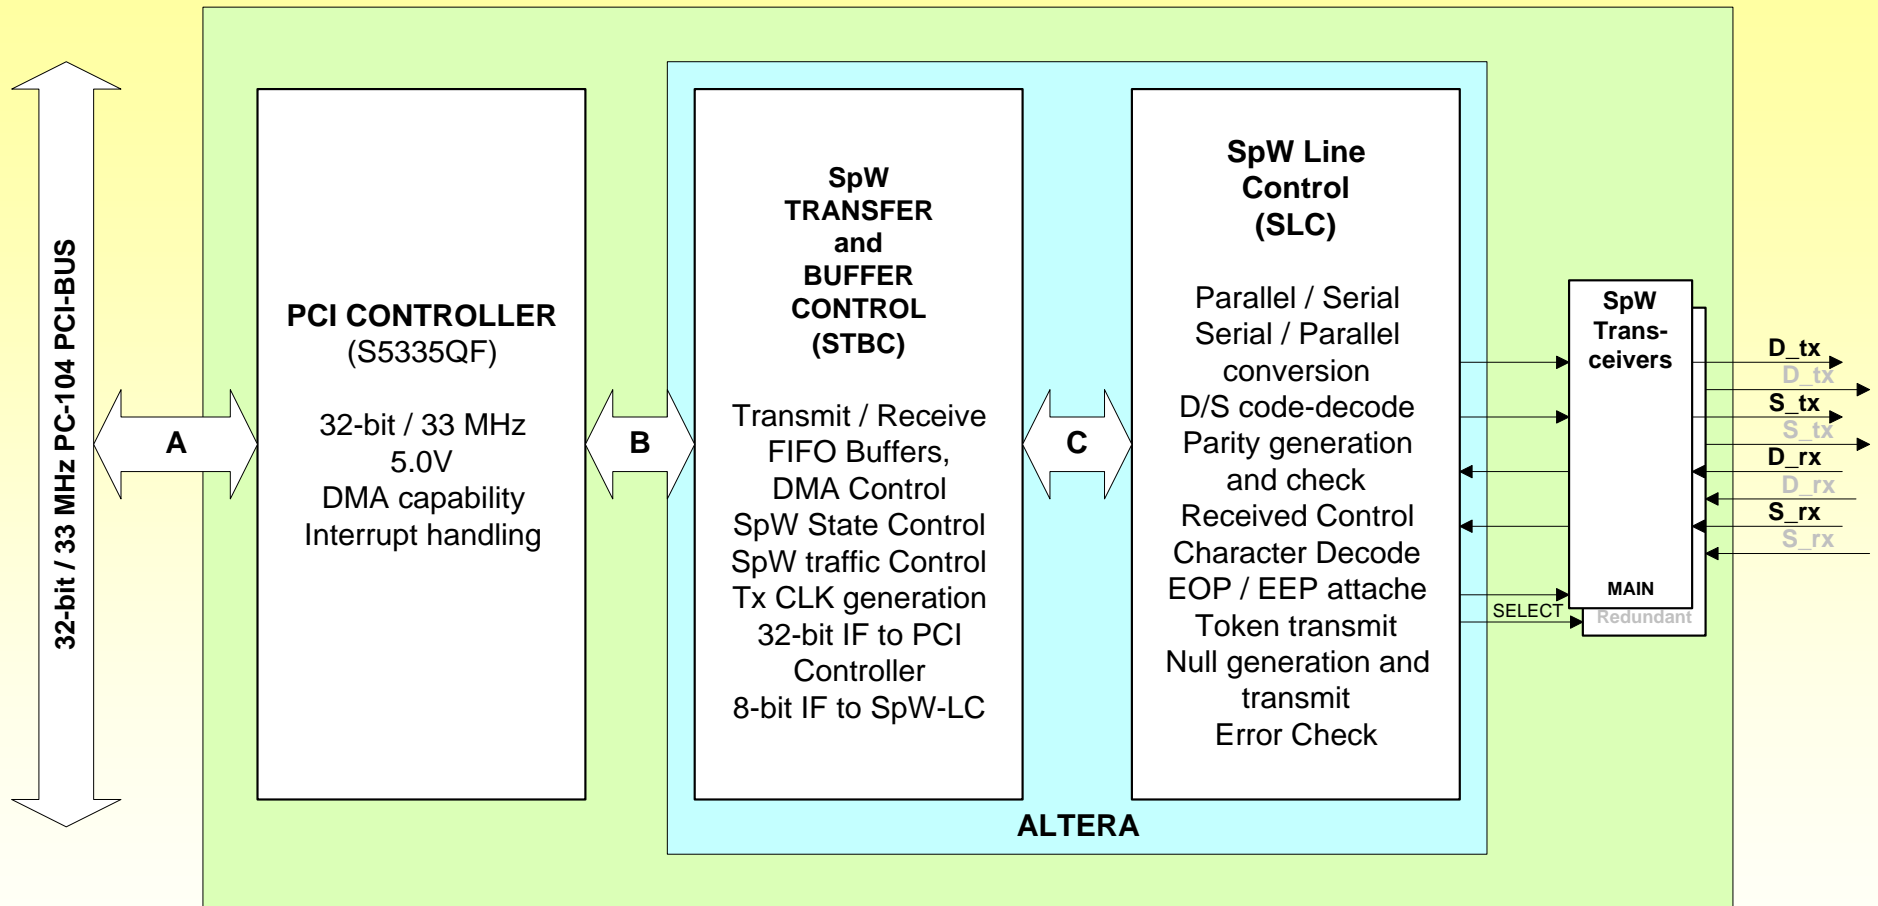 32-bit / 33 MHz PC-104 PCI-BUS
A
PCI CONTROLLER
(S5335QF)
32-bit / 33 MHz
5.0V
DMA capability
Interrupt handling
B
SpW
TRANSFER
and
BUFFER
CONTROL
(STBC)
Transmit / Receive
FIFO Buffers,
DMA Control
SpW State Control
SpW traffic Control
Tx CLK generation
32-bit IF to PCI
Controller
8-bit IF to SpW-LC
C
SpW Line
Control
(SLC)
Parallel / Serial
Serial / Parallel
conversion
D/S code-decode
Parity generation
and check
Received Control
Character Decode
EOP / EEP attache
Token transmit
Null generation and
transmit
Error Check
ALTERA
SELECT
SpW
Trans-
ceivers
MAIN
Redundant
D_tx
D_tx
S_tx
S_tx
D_rx
D_rx
S_rx
S_rx